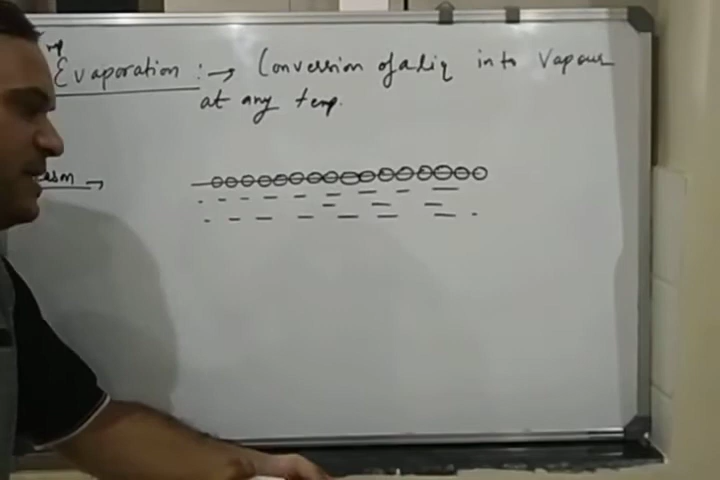 Evaporation :→ Conversion of a liq into Vapour
at any temp.